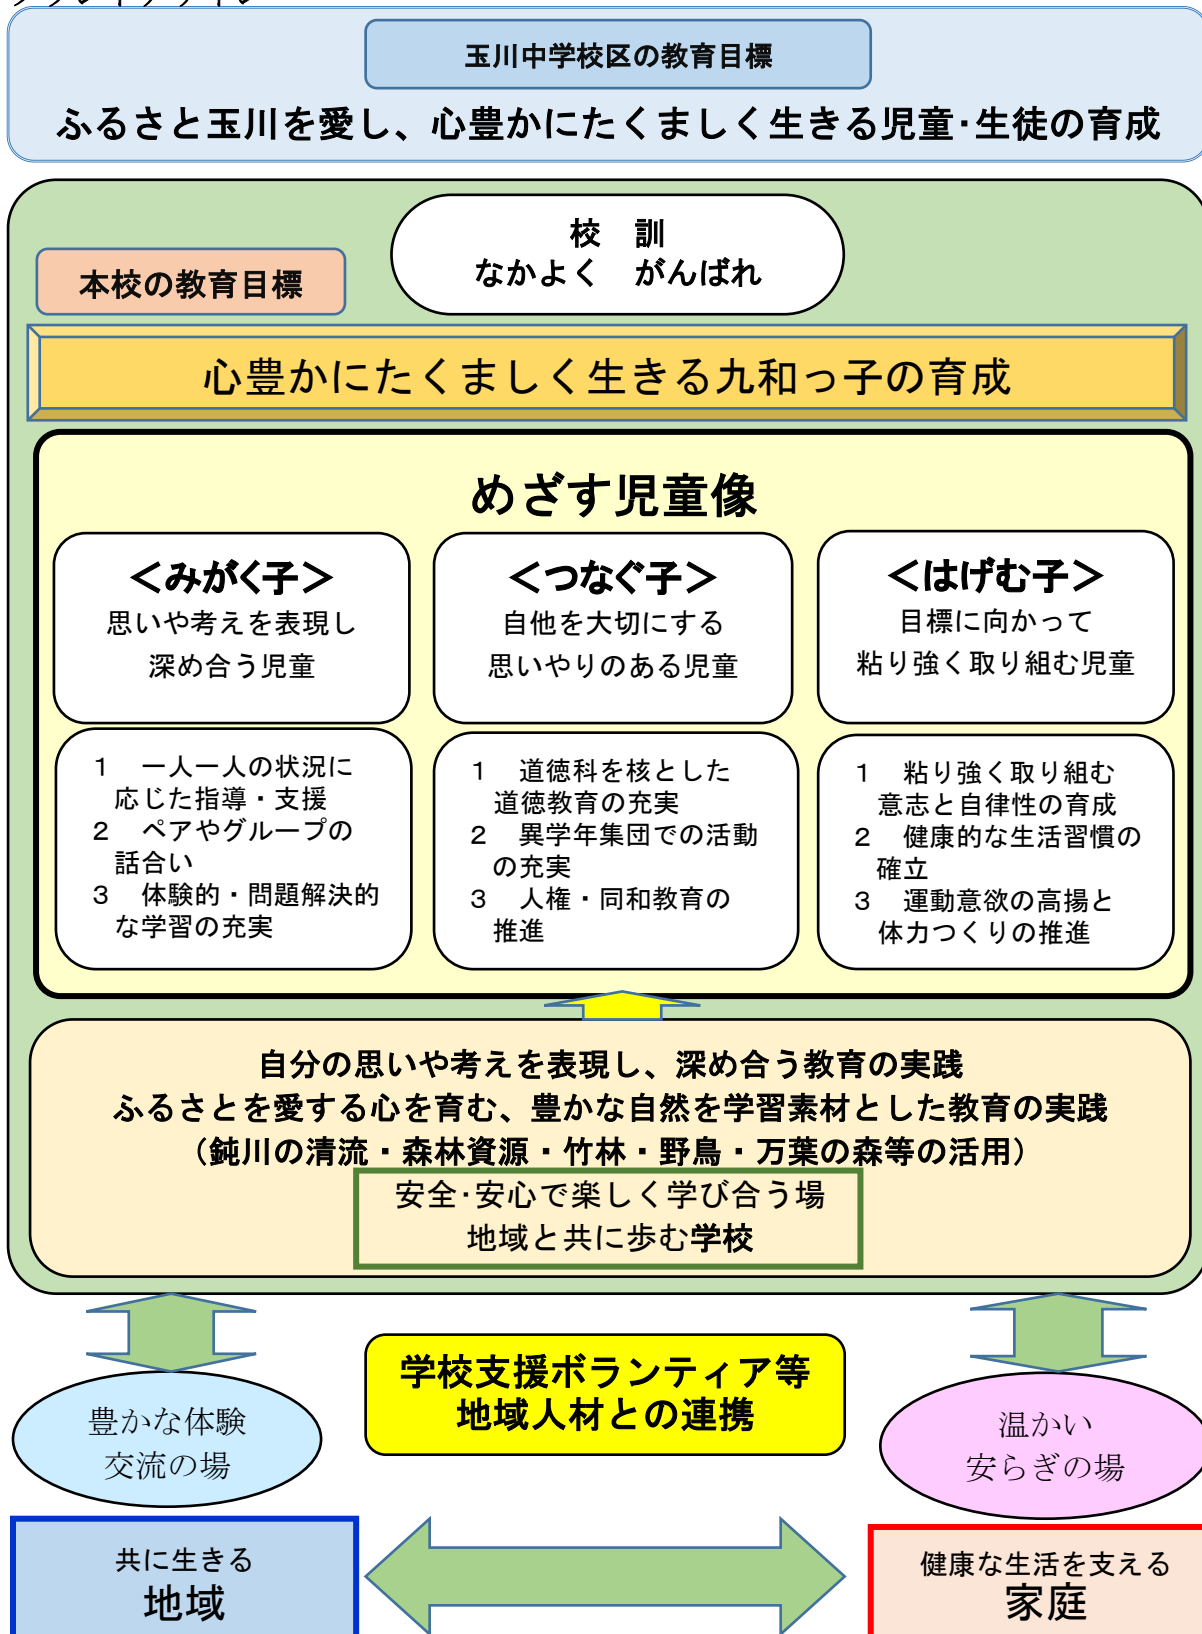 グランドデザイン
玉川中学校区の教育目標
ふるさと玉川を愛し、心豊かにたくましく生きる児童・生徒の育成
校　訓
なかよく　がんばれ
本校の教育目標
心豊かにたくましく生きる九和っ子の育成
めざす児童像
＜みがく子＞
思いや考えを表現し
深め合う児童
＜つなぐ子＞
自他を大切にする
思いやりのある児童
＜はげむ子＞
目標に向かって
粘り強く取り組む児童
1　一人一人の状況に
応じた指導・支援
2　ペアやグループの
話合い
3　体験的・問題解決的
な学習の充実
1　道徳科を核とした
道徳教育の充実
2　異学年集団での活動
の充実
3　人権・同和教育の
推進
1　粘り強く取り組む
意志と自律性の育成
2　健康的な生活習慣の
確立
3　運動意欲の高揚と
体力つくりの推進
自分の思いや考えを表現し、深め合う教育の実践
ふるさとを愛する心を育む、豊かな自然を学習素材とした教育の実践
（鈍川の清流・森林資源・竹林・野鳥・万葉の森等の活用）
安全・安心で楽しく学び合う場
地域と共に歩む学校
学校支援ボランティア等
地域人材との連携
豊かな体験
交流の場
温かい
安らぎの場
共に生きる
地域
健康な生活を支える
家庭